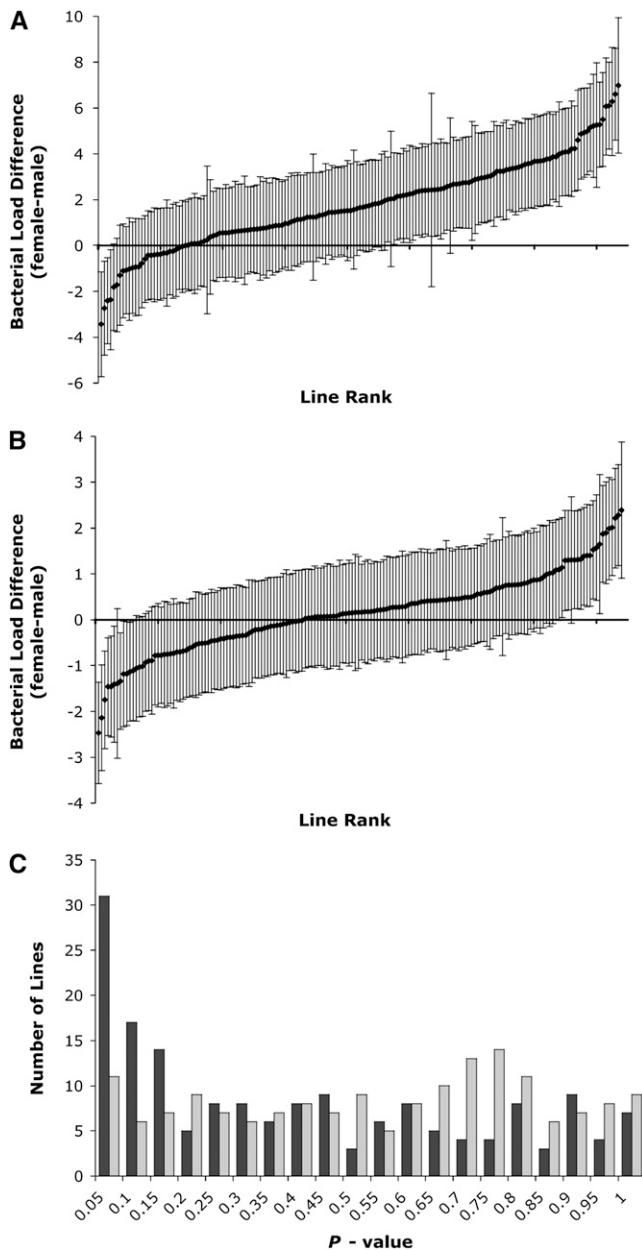 A
10
8
6
4
2
0
-2
-4
-6
Bacterial Load Difference
(female-male)
Line Rank
B
4
3
2
1
0
-1
-2
-3
-4
Bacterial Load Difference
(female-male)
Line Rank
C
35
30
25
20
15
10
5
0
Number of Lines
0.05 0.1 0.15 0.2 0.25 0.3 0.35 0.4 0.45 0.5 0.55 0.6 0.65 0.7 0.75 0.8 0.85 0.9 0.95 1
P - value